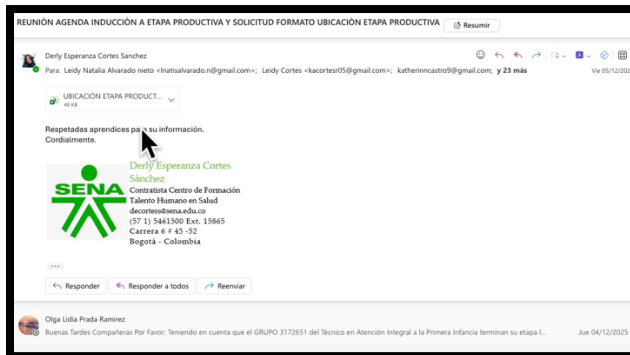 REUNIÓN AGENDA INDUCCIÓN A ETAPA PRODUCTIVA Y SOLICITUD FORMATO UBICACIÓN ETAPA PRODUCTIVA Resumir
Derly Esperanza Cortes Sanchez
Para: Leidy Natalia Alvarado nieto <lnatisalvarado.n@gmail.com>; Leidy Cortes <kacortesr05@gmail.com>; katherinncastro9@gmail.com; y 23 más
Vie 05/12/202
UBICACIÓN ETAPA PRODUCT...
48 KB
Respetadas aprendices para su información.
Cordialmente.
SENA
Derly Esperanza Cortes
Sánchez
Contratista Centro de Formación
Talento Humano en Salud
decortess@sena.edu.co
(57 1) 5461500 Ext. 15865
Carrera 6 # 45 -52
Bogotá - Colombia
...
Responder Responder a todos Reenviar
Olga Lidia Prada Ramirez
Buenas Tardes Compañeras Por Favor: Teniendo en cuenta que el GRUPO 3172651 del Técnico en Atención Integral a la Primera Infancia terminan su etapa l... Jue 04/12/2025